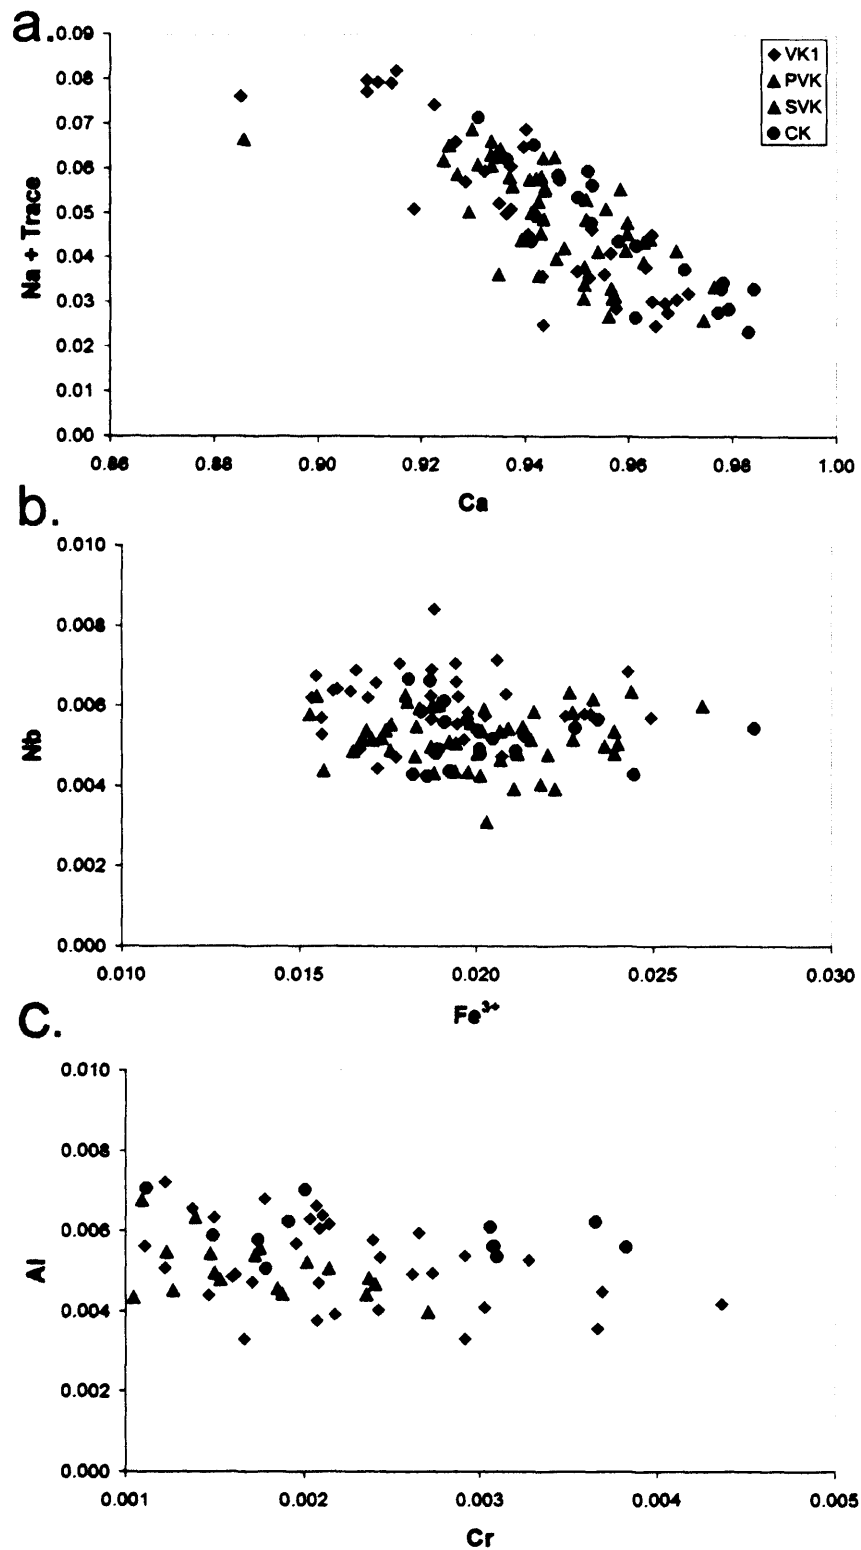 a.
0.09
0.08
0.07
0.06
0.05
0.04
0.03
0.02
0.01
0.00
Na + Trace
VK1
PVK
SVK
CK
0.86 0.88 0.90 0.92 0.94 0.96 0.98 1.00
Ca
b.
0.010
0.008
0.006
0.004
0.002
0.000
Nb
0.010 0.015 0.020 0.025 0.030
Fe³⁺
c.
0.010
0.008
0.006
0.004
0.002
0.000
Al
0.001 0.002 0.003 0.004 0.005
Cr